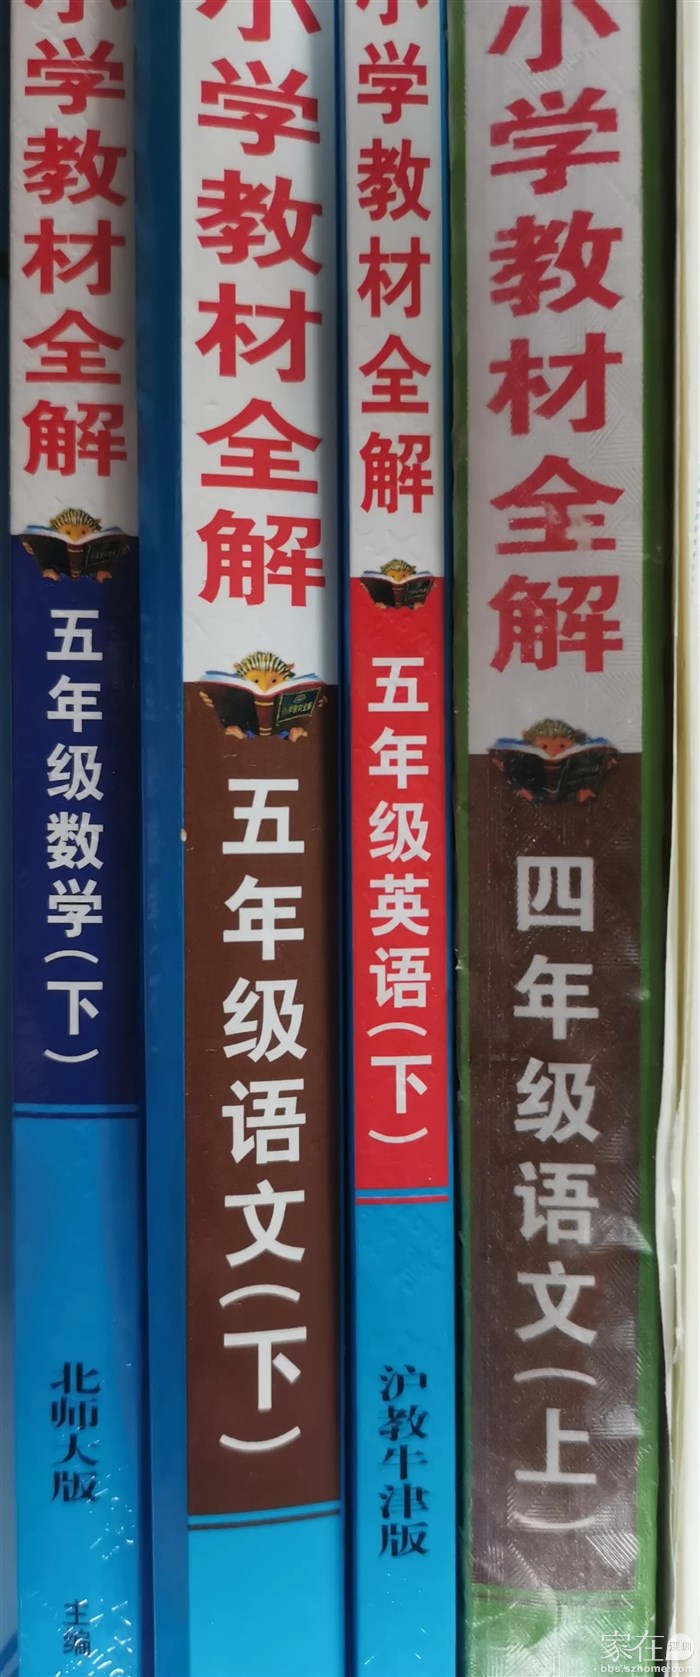 小学教材全解
五年级数学(下)
北师大版
主编
小学教材全解
五年级语文(下)
小学教材全解
五年级英语(下)
沪教牛津版
小学教材全解
四年级语文(上)
家在深圳
bbs.szhome.com